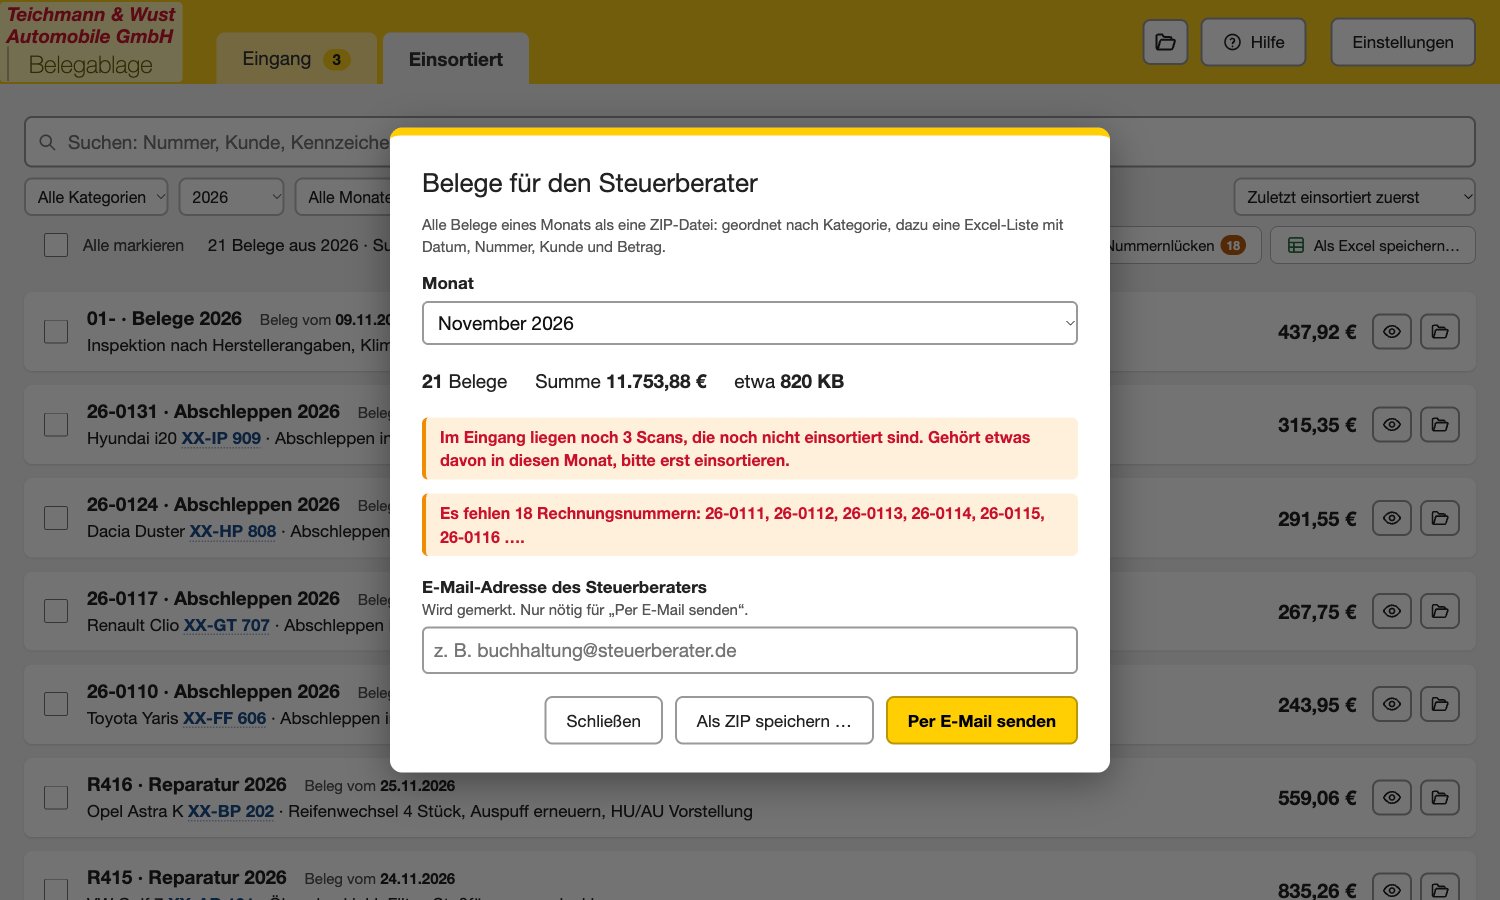 Teichmann & Wust
Automobile GmbH
Belegablage
Eingang 3
Einsortiert
Hilfe
Einstellungen
Suchen: Nummer, Kunde, Kennzeiche
Alle Kategorien
2026
Alle Monate
Zuletzt einsortiert zuerst
Alle markieren
21 Belege aus 2026 · Su
Nummernlücken 18
Als Excel speichern…
Belege für den Steuerberater
Alle Belege eines Monats als eine ZIP-Datei: geordnet nach Kategorie, dazu eine Excel-Liste mit
Datum, Nummer, Kunde und Betrag.
Monat
November 2026
21 Belege Summe 11.753,88 € etwa 820 KB
Im Eingang liegen noch 3 Scans, die noch nicht einsortiert sind. Gehört etwas
davon in diesen Monat, bitte erst einsortieren.
Es fehlen 18 Rechnungsnummern: 26-0111, 26-0112, 26-0113, 26-0114, 26-0115,
26-0116 ….
E-Mail-Adresse des Steuerberaters
Wird gemerkt. Nur nötig für „Per E-Mail senden“.
z. B. buchhaltung@steuerberater.de
Schließen
Als ZIP speichern …
Per E-Mail senden
01- · Belege 2026 Beleg vom 09.11.20
Inspektion nach Herstellerangaben, Klim
437,92 €
26-0131 · Abschleppen 2026 Beleg
Hyundai i20 XX-IP 909 · Abschleppen in
315,35 €
26-0124 · Abschleppen 2026 Beleg
Dacia Duster XX-HP 808 · Abschleppen
291,55 €
26-0117 · Abschleppen 2026 Beleg
Renault Clio XX-GT 707 · Abschleppen
267,75 €
26-0110 · Abschleppen 2026 Beleg
Toyota Yaris XX-FF 606 · Abschleppen i
243,95 €
R416 · Reparatur 2026 Beleg vom 25.11.2026
Opel Astra K XX-BP 202 · Reifenwechsel 4 Stück, Auspuff erneuern, HU/AU Vorstellung
559,06 €
R415 · Reparatur 2026 Beleg vom 24.11.2026
835,26 €